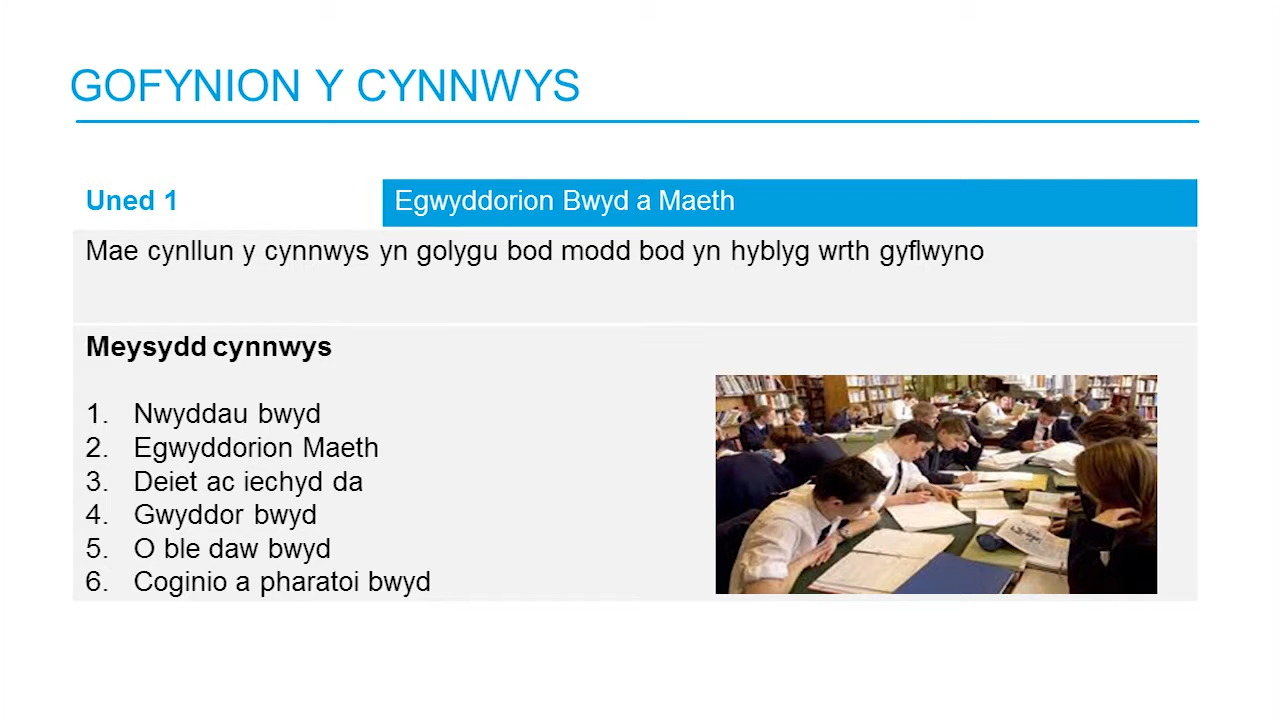 GOFYNION Y CYNNWYS
Uned 1
Egwyddorion Bwyd a Maeth
Mae cynllun y cynnwys yn golygu bod modd bod yn hyblyg wrth gyflwyno
Meysydd cynnwys
1. Nwyddau bwyd
2. Egwyddorion Maeth
3. Deiet ac iechyd da
4. Gwyddor bwyd
5. O ble daw bwyd
6. Coginio a pharatoi bwyd